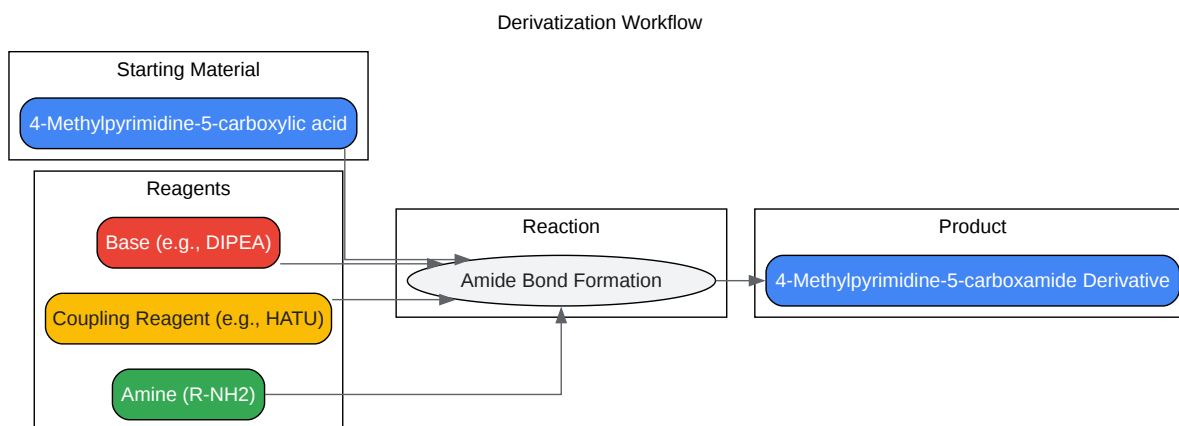 Derivatization Workflow
Starting Material
4-Methylpyrimidine-5-carboxylic acid
Reagents
Base (e.g., DIPEA)
Coupling Reagent (e.g., HATU)
Amine (R-NH2)
Reaction
Amide Bond Formation
Product
4-Methylpyrimidine-5-carboxamide Derivative